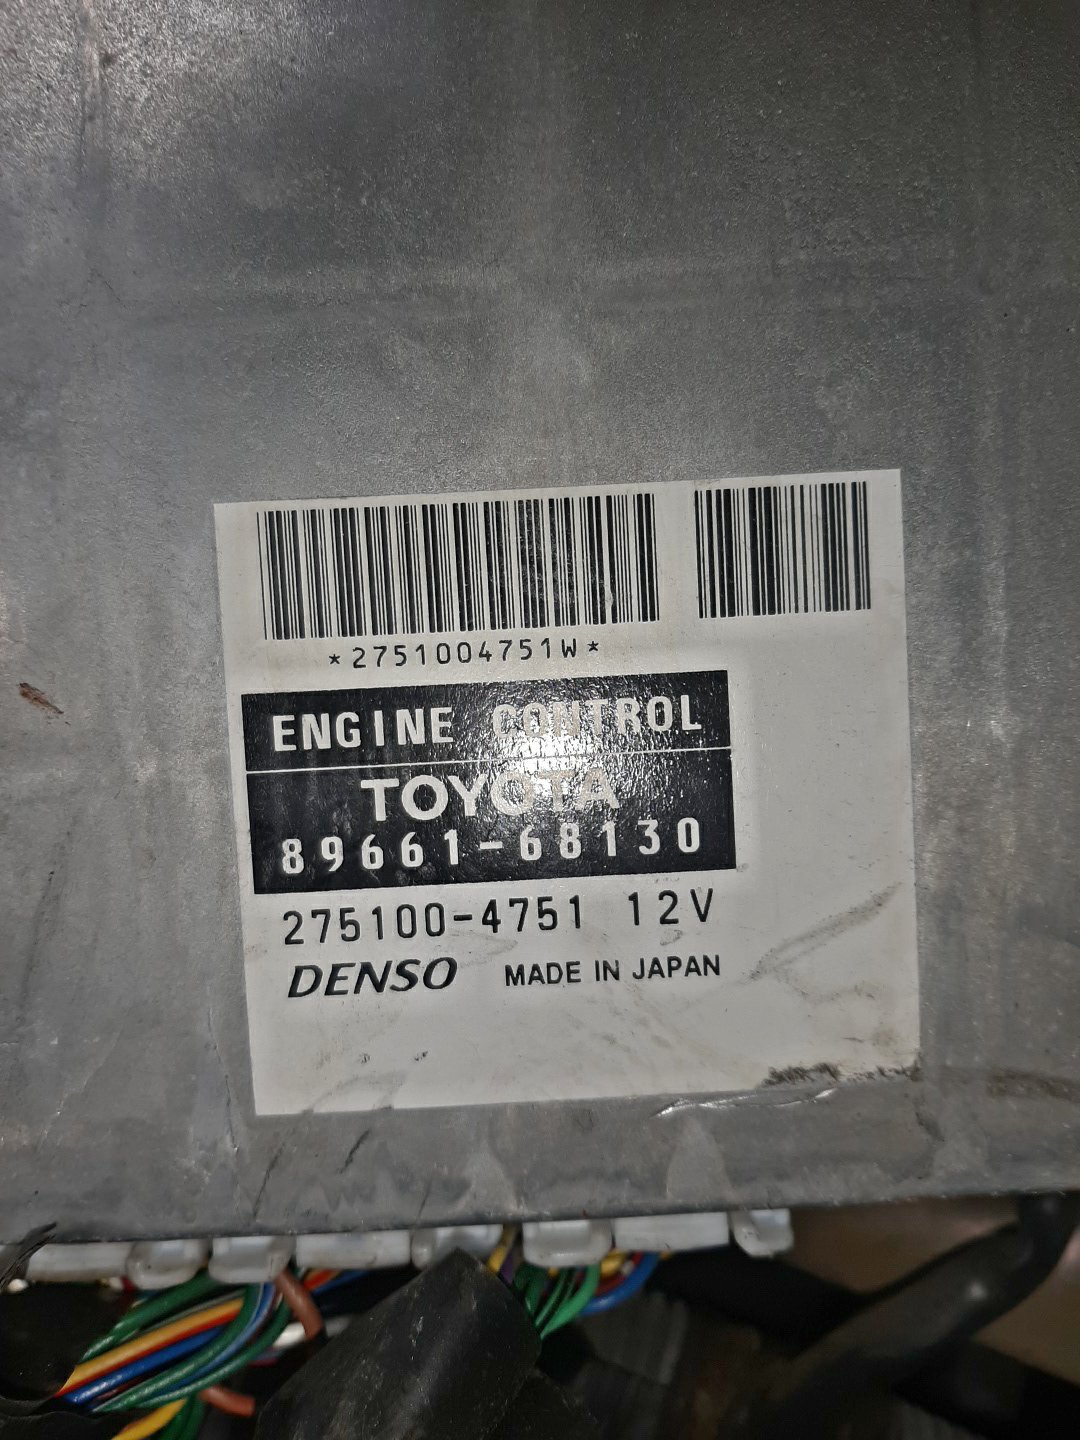 *2751004751W*
ENGINE CONTROL
TOYOTA
89661-68130
275100-4751 12V
DENSO MADE IN JAPAN